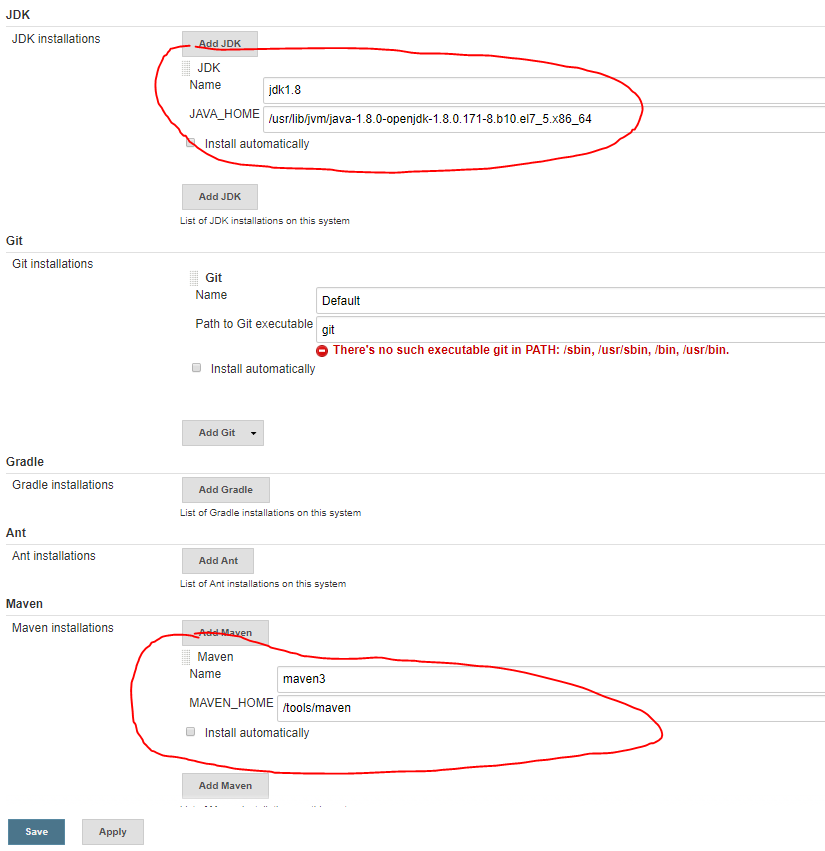 JDK
JDK installations
Add JDK
JDK
Name
jdk1.8
JAVA_HOME
/usr/lib/jvm/java-1.8.0-openjdk-1.8.0.171-8.b10.el7_5.x86_64
Install automatically
Add JDK
List of JDK installations on this system
Git
Git installations
Git
Name
Default
Path to Git executable
git
There's no such executable git in PATH: /sbin, /usr/sbin, /bin, /usr/bin.
Install automatically
Add Git
Gradle
Gradle installations
Add Gradle
List of Gradle installations on this system
Ant
Ant installations
Add Ant
List of Ant installations on this system
Maven
Maven installations
Add Maven
Maven
Name
maven3
MAVEN_HOME
/tools/maven
Install automatically
Add Maven
Save
Apply